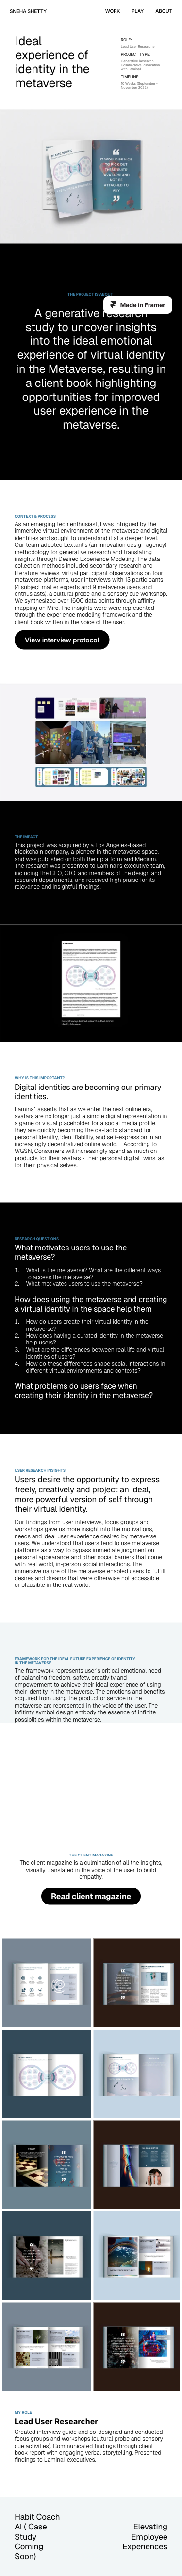 SNEHA SHETTY
WORK PLAY ABOUT
Ideal
experience of
identity in the
metaverse
ROLE:
Lead User Researcher
PROJECT TYPE:
Generative Research,
Collaborative Publication
with Lamina1
TIMELINE:
THE PROJECT IS ABOUT
Made in Framer
A generative research
study to uncover insights
into the ideal emotional
experience of virtual identity
in the Metaverse, resulting in
a client book highlighting
opportunities for improved
user experience in the
metaverse.
CONTEXT & PROCESS
As an emerging tech enthusiast, I was intrigued by the
immersive virtual environments of the metaverse and digital
identities and sought to understand it at a deeper level.
Our team adopted Lextant's (an innovation design agency)
methodology for generative research and translating
insights through Desired Experience Modeling. The data
collection methods included secondary research and
literature reviews, virtual participant observations on four
metaverse platforms, user interviews with 13 participants
(4 subject matter experts and 9 metaverse users and
enthusiasts), a cultural probe and a sensory cue workshop.
We synthesized over 1600 data points through affinity
mapping on Miro. The insights were represented through
the experience modeling framework and the
client book written in the voice of the user.
View interview protocol
THE IMPACT
This project was acquired by a Los Angeles-based
blockchain company, a pioneer in the metaverse space,
and was published on both their platform and Medium.
The research was presented to Lamina1's executive team,
including the CEO, CTO, and members of the design and
research departments, and received high praise for its
relevance and insightful findings.
WHY IS THIS IMPORTANT?
Digital identities are becoming our primary
identities.
Lamina1 asserts that as we enter the next online era,
avatars are no longer just a simple digital representation in
a game or visual placeholder for a social media profile,
they are quickly becoming the de-facto standard for
personal identity, identifiability, and self-expression in an
increasingly decentralized virtual world. According to
WGSN, Consumers will increasingly spend as much on
products for their avatars - their personal digital twins, as
for their physical selves.
RESEARCH QUESTIONS
What motivates users to use the
metaverse?
1. What is the metaverse? What are the different ways
to access the metaverse?
2. What motivates users to use the metaverse?
How does using the metaverse and creating
a virtual identity in the space help them
1. How do users create their virtual identity in the
metaverse?
2. How does having a curated identity in the metaverse
help users?
3. What are the differences between real life and virtual
identities of users?
4. How do these differences shape social interactions in
different virtual environments and contexts?
What problems do users face when
creating their identity in the metaverse?
USER RESEARCH INSIGHTS
Users desire the opportunity to express
freely, creatively and project an ideal,
more powerful version of self through
their virtual identity.
Our findings from user interviews, focus groups and
workshops gave us more insight into the motivations,
needs and ideal user experience desired by metaverse
users. We understood that users tend to use metaverse
platforms as a way to bypass immediate judgment on
personal appearance and other social barriers that come
with real world, in-person social interactions. The
immersive nature of the metaverse enabled users to fulfill
desires and dreams that were otherwise not accessible
or plausible in the real world.
FRAMEWORK FOR THE IDEAL FUTURE EXPERIENCE OF IDENTITY
IN THE METAVERSE
The framework represents user's critical emotional need
of balancing freedom, safety, creativity and
empowerment to achieve their ideal experience of using
their identity in the metaverse. The emotions and benefits
acquired from using the product or service in the
metaverse are represented in the voice of the user. The
infinity symbol design embody the essence of infinite
possibilities within the metaverse.
THE CLIENT MAGAZINE
The client magazine is a culmination of all the insights,
visually translated in the voice of the user to build
empathy.
Read client magazine
MY ROLE
Lead User Researcher
Created interview guide and co-designed and conducted
focus groups and workshops (cultural probe and sensory
cue activities). Communicated findings through client
book report with engaging verbal storytelling. Presented
findings to Lamina1 executives.
Habit Coach
AI ( Case
Study
Coming
Soon)
Elevating
Employee
Experiences